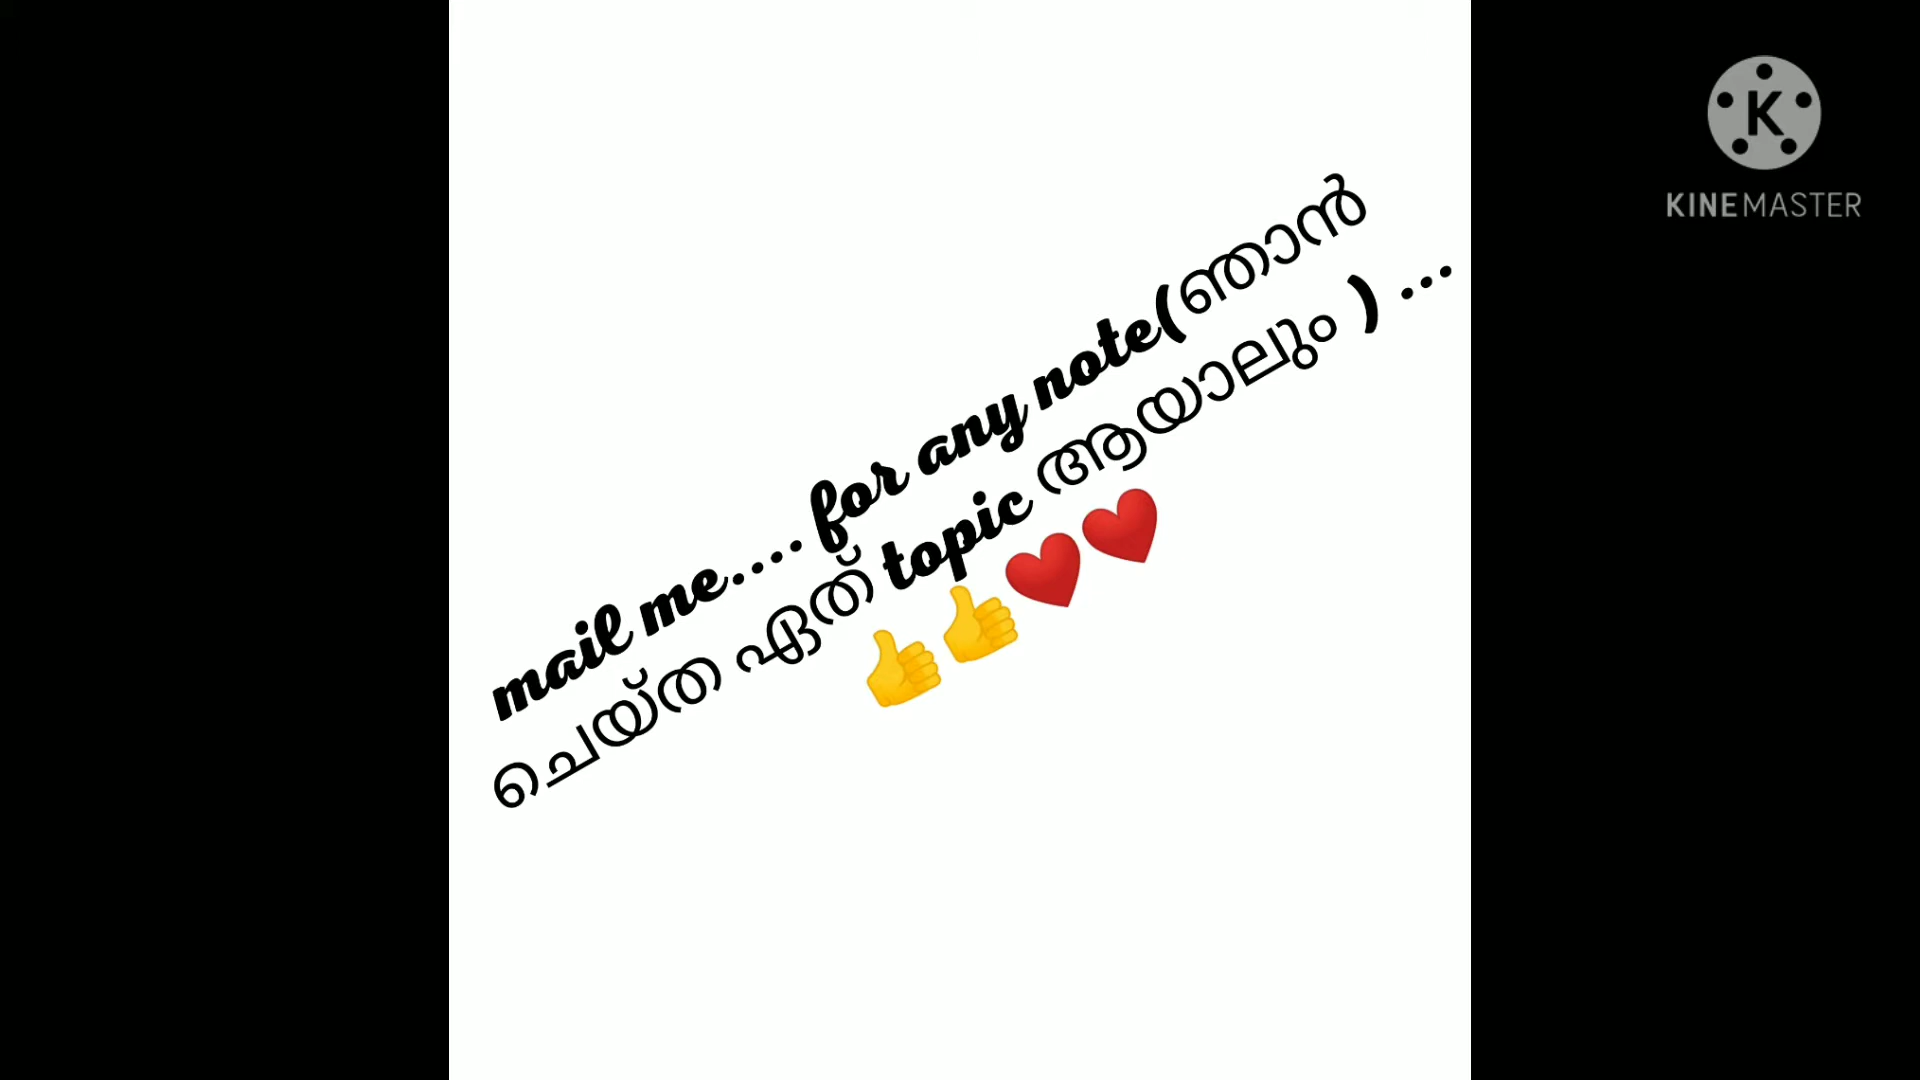 mail me.... for any note(ഞാൻ
ചെയ്ത ഏത് topic ആയാലും ) ...
👍👍❤️❤️
K
KINEMASTER